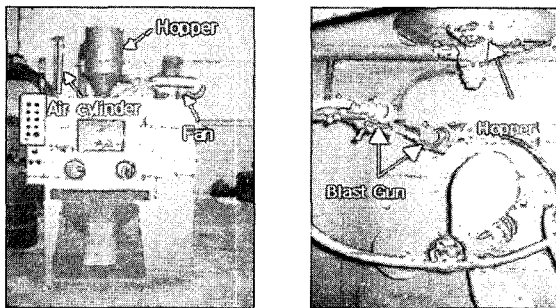 Hopper
Air cylinder
Fan
Hopper
Blast Gun